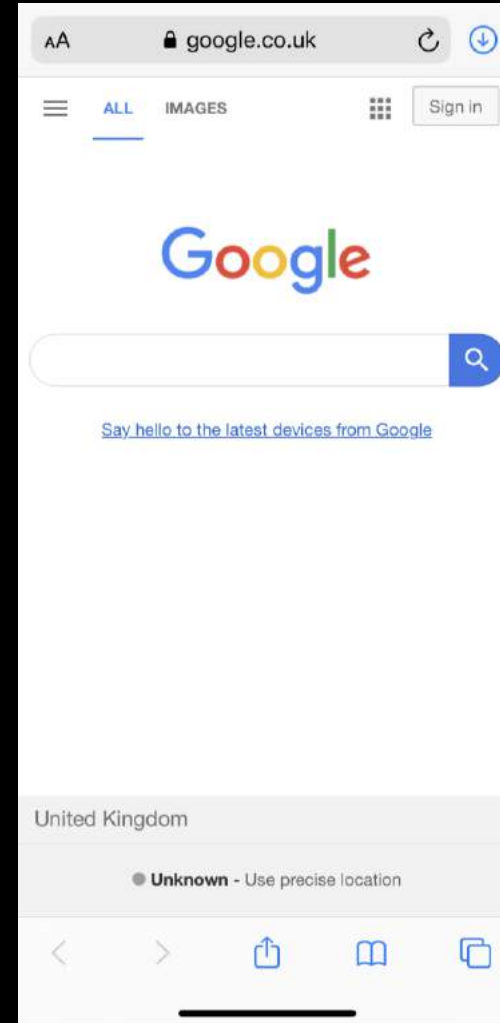 AA google.co.uk
ALL IMAGES Sign in
Google
Say hello to the latest devices from Google
United Kingdom
Unknown - Use precise location